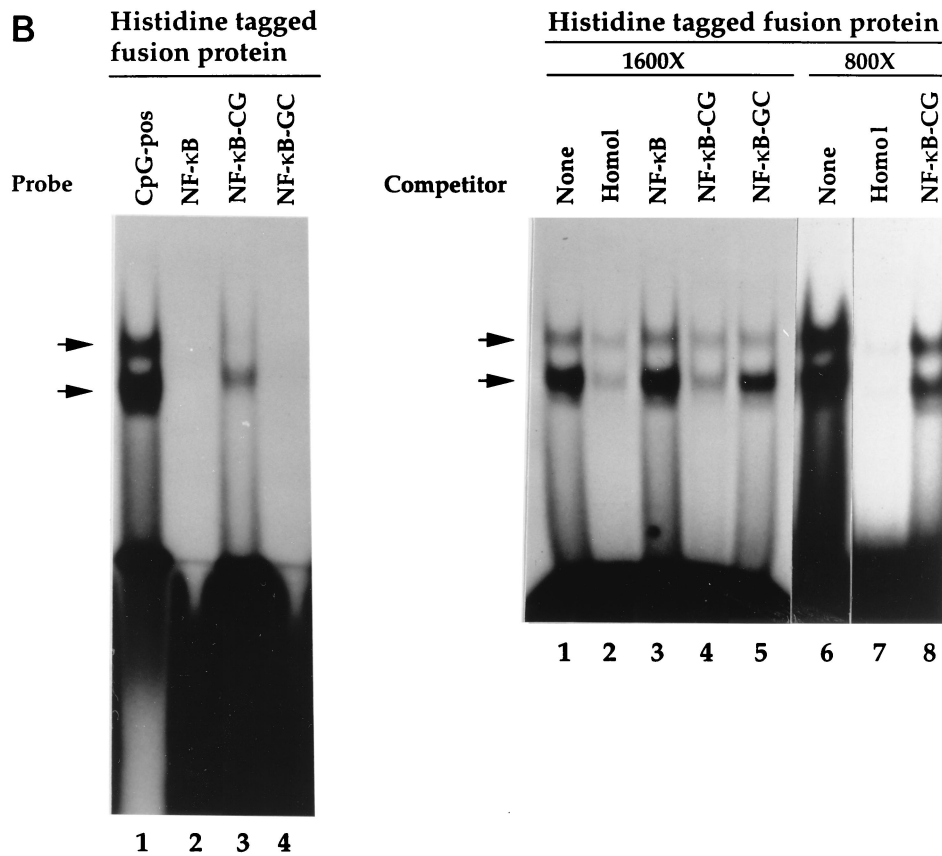 B
Histidine tagged
fusion protein
Probe
CpG-pos
NF-κB
NF-κB-CG
NF-κB-GC
1 2 3 4
Histidine tagged fusion protein
1600X 800X
Competitor
None
Homol
NF-κB
NF-κB-CG
NF-κB-GC
None
Homol
NF-κB-CG
1 2 3 4 5 6 7 8